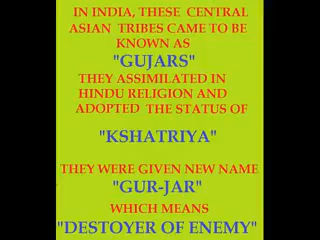 IN INDIA, THESE CENTRAL
ASIAN TRIBES CAME TO BE
KNOWN AS
"GUJARS"
THEY ASSIMILATED IN
HINDU RELIGION AND
ADOPTED THE STATUS OF
"KSHATRIYA"
THEY WERE GIVEN NEW NAME
"GUR-JAR"
WHICH MEANS
"DESTOYER OF ENEMY"